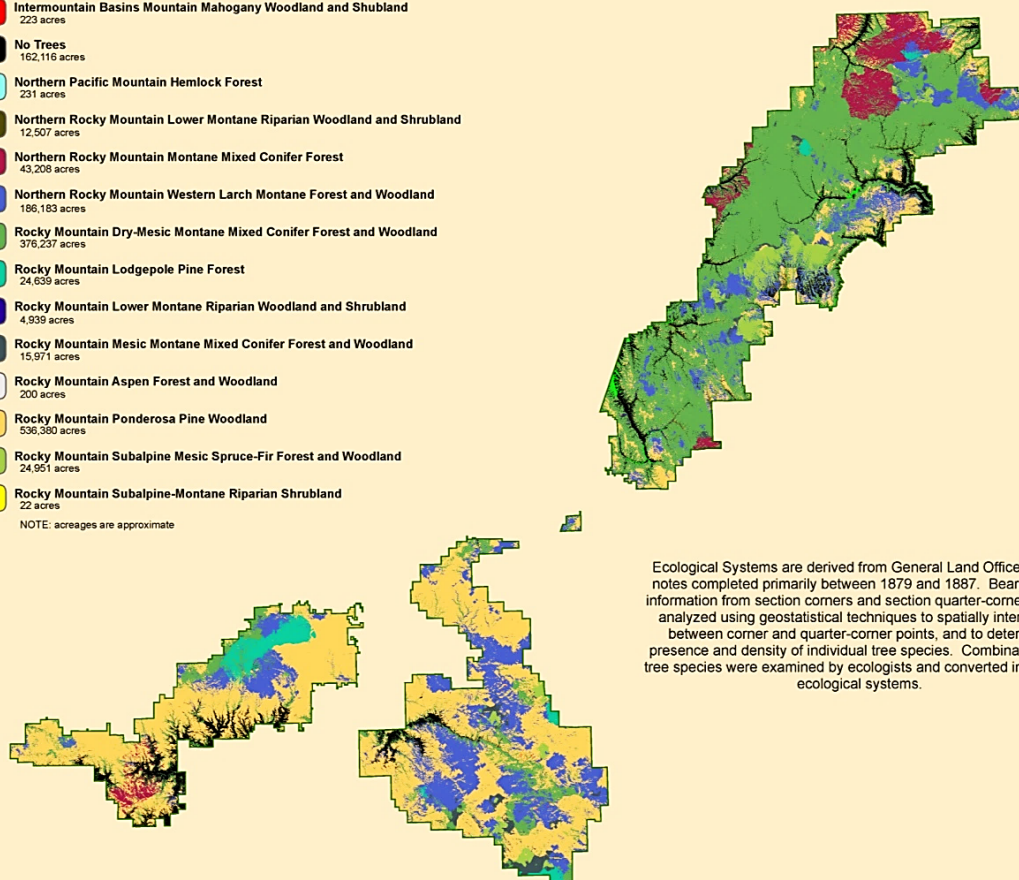 Intermountain Basins Mountain Mahogany Woodland and Shubland
223 acres
No Trees
162,116 acres
Northern Pacific Mountain Hemlock Forest
231 acres
Northern Rocky Mountain Lower Montane Riparian Woodland and Shrubland
12,507 acres
Northern Rocky Mountain Montane Mixed Conifer Forest
43,208 acres
Northern Rocky Mountain Western Larch Montane Forest and Woodland
186,183 acres
Rocky Mountain Dry-Mesic Montane Mixed Conifer Forest and Woodland
376,237 acres
Rocky Mountain Lodgepole Pine Forest
24,639 acres
Rocky Mountain Lower Montane Riparian Woodland and Shrubland
4,939 acres
Rocky Mountain Mesic Montane Mixed Conifer Forest and Woodland
15,971 acres
Rocky Mountain Aspen Forest and Woodland
200 acres
Rocky Mountain Ponderosa Pine Woodland
536,380 acres
Rocky Mountain Subalpine Mesic Spruce-Fir Forest and Woodland
24,951 acres
Rocky Mountain Subalpine-Montane Riparian Shrubland
22 acres
NOTE: acreages are approximate
Ecological Systems are derived from General Land Office
notes completed primarily between 1879 and 1887. Bear
information from section corners and section quarter-corne
analyzed using geostatistical techniques to spatially inter
between corner and quarter-corner points, and to deter
presence and density of individual tree species. Combina
tree species were examined by ecologists and converted in
ecological systems.